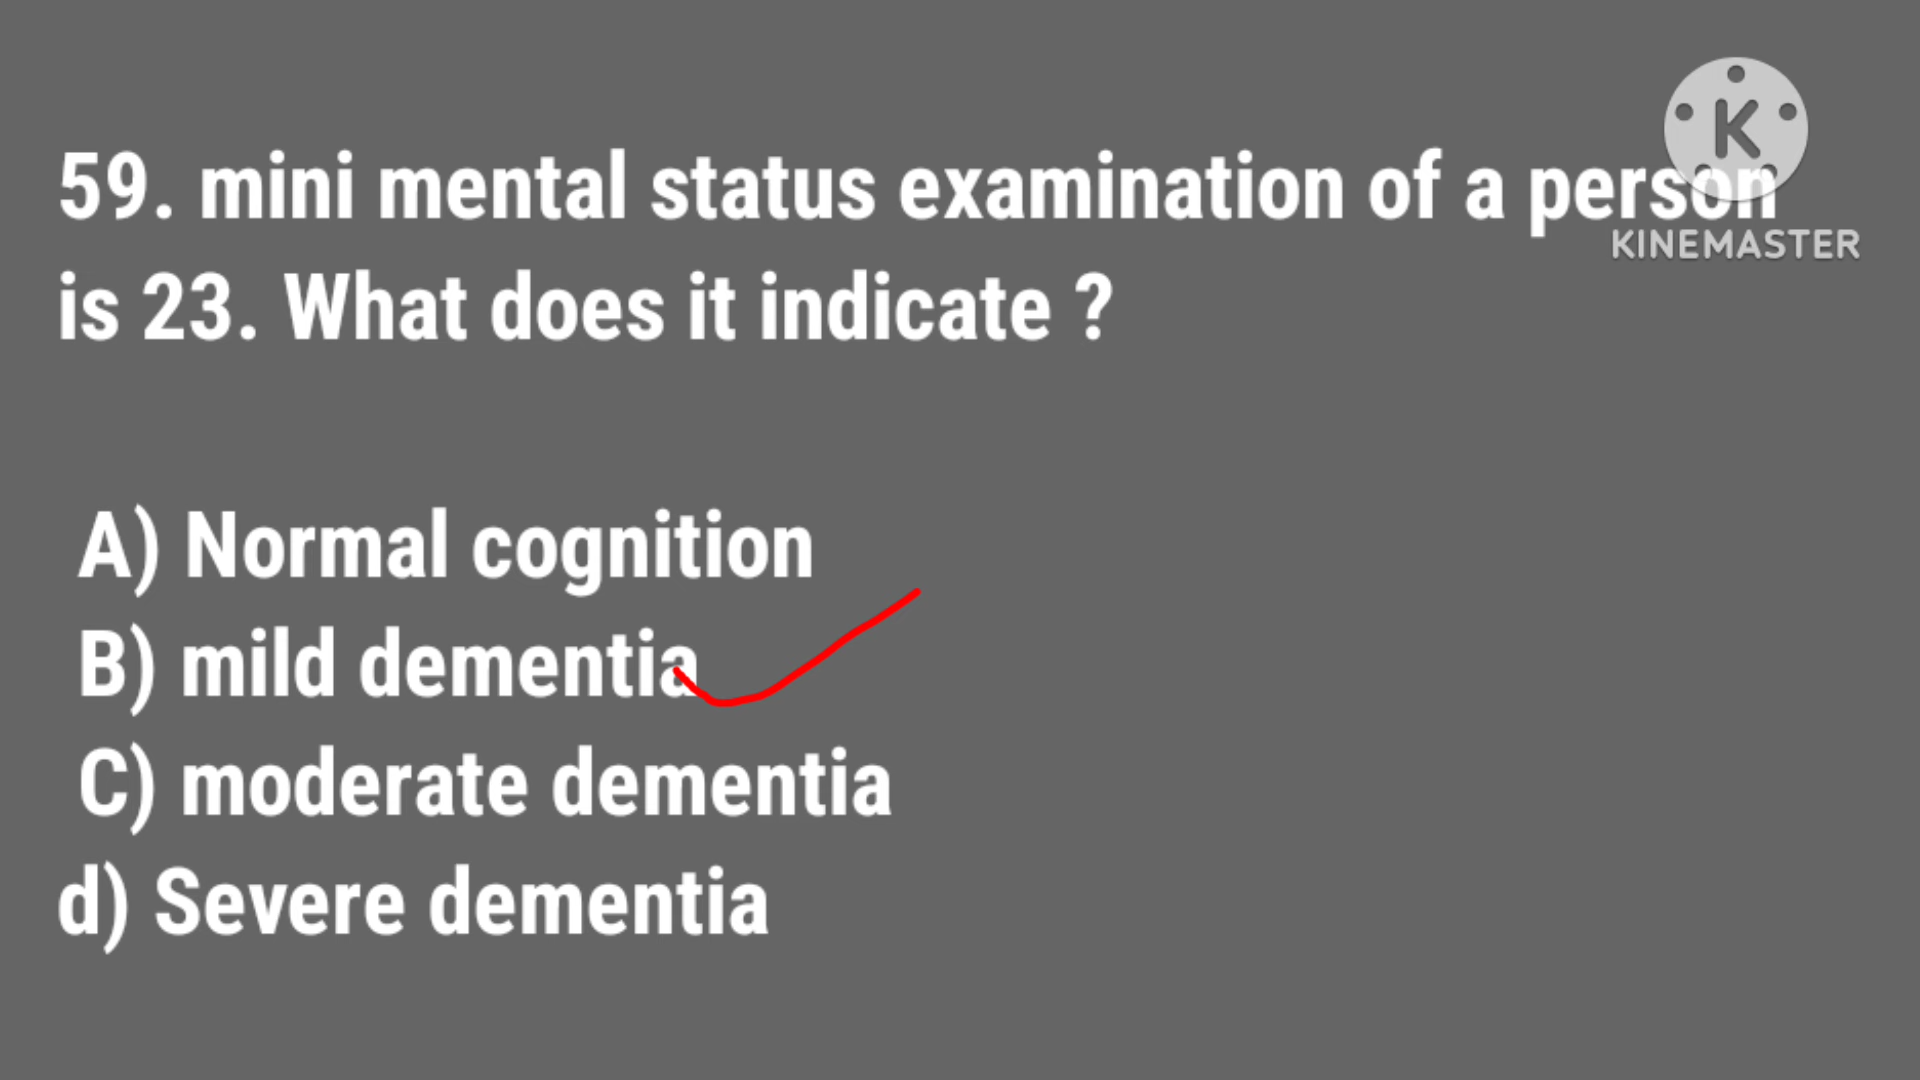 59. mini mental status examination of a person
KINEMASTER
is 23. What does it indicate ?
A) Normal cognition
B) mild dementia
C) moderate dementia
d) Severe dementia